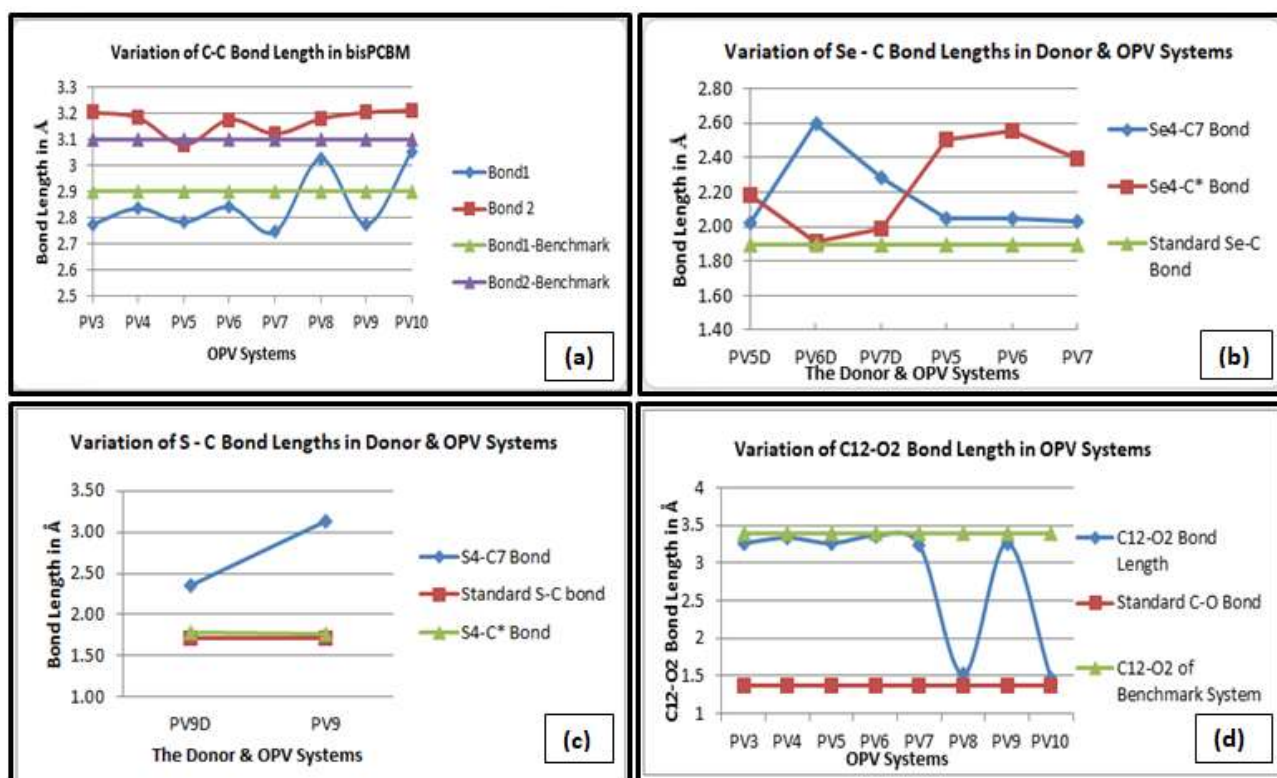 Variation of C-C Bond Length in bisPCBM
Bond Length in Å
3.3
3.2
3.1
3
2.9
2.8
2.7
2.6
2.5
PV3 PV4 PV5 PV6 PV7 PV8 PV9 PV10
OPV Systems
Bond1
Bond 2
Bond1-Benchmark
Bond2-Benchmark
(a)
Variation of Se - C Bond Lengths in Donor & OPV Systems
Bond Length in Å
2.80
2.60
2.40
2.20
2.00
1.80
1.60
1.40
PV5D PV6D PV7D PV5 PV6 PV7
The Donor & OPV Systems
Se4-C7 Bond
Se4-C* Bond
Standard Se-C
Bond
(b)
Variation of S - C Bond Lengths in Donor & OPV Systems
Bond Length in Å
3.50
3.00
2.50
2.00
1.50
1.00
PV9D PV9
The Donor & OPV Systems
S4-C7 Bond
Standard S-C bond
S4-C* Bond
(c)
Variation of C12-O2 Bond Length in OPV Systems
C12-O2 Bond Length in Å
4
3.5
3
2.5
2
1.5
1
PV3 PV4 PV5 PV6 PV7 PV8 PV9 PV10
OPV Systems
C12-O2 Bond
Length
Standard C-O Bond
C12-O2 of
Benchmark System
(d)